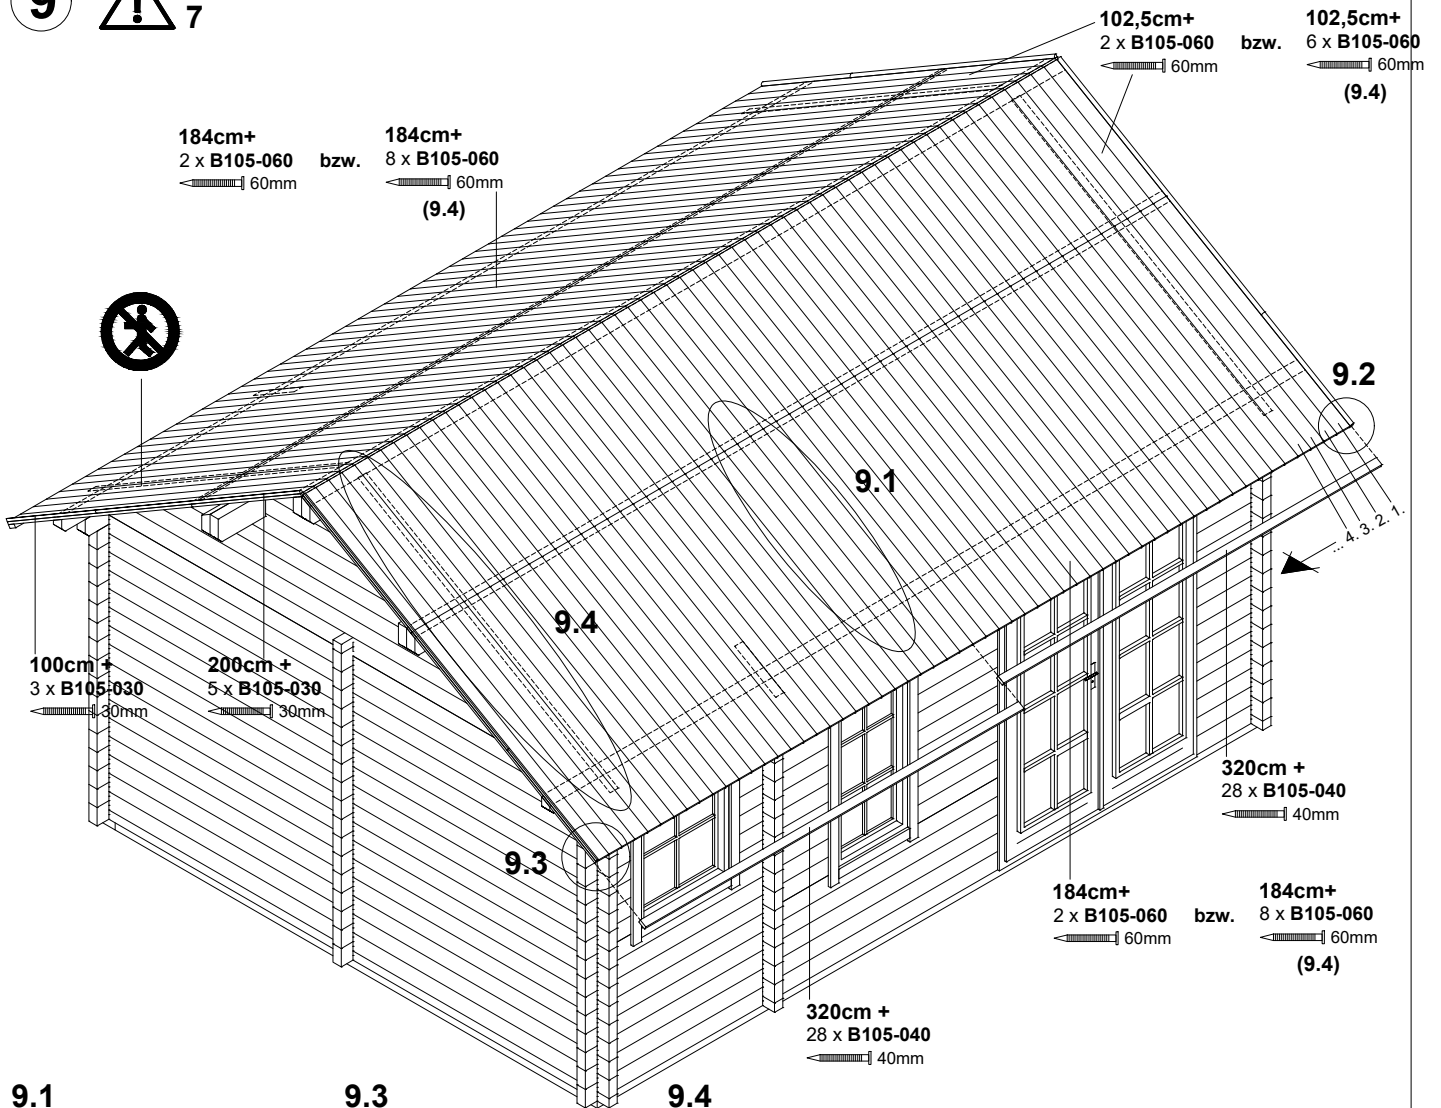 9
7
102,5cm+
2 x B105-060 bzw.
60mm
102,5cm+
6 x B105-060
60mm
(9.4)
184cm+
2 x B105-060 bzw.
60mm
184cm+
8 x B105-060
60mm
(9.4)
9.2
9.1
... 4. 3. 2. 1.
9.4
100cm +
3 x B105-030
30mm
200cm +
5 x B105-030
30mm
9.3
320cm +
28 x B105-040
40mm
184cm+
2 x B105-060 bzw.
60mm
184cm+
8 x B105-060
60mm
(9.4)
320cm +
28 x B105-040
40mm
9.1 9.3 9.4